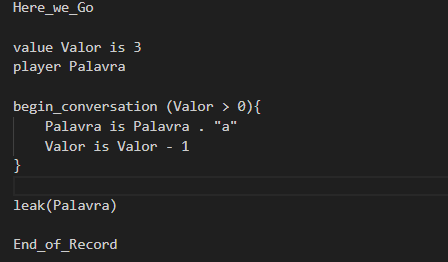 Here_we_Go
value Valor is 3
player Palavra
begin_conversation (Valor > 0){
    Palavra is Palavra . "a"
    Valor is Valor - 1
}
leak(Palavra)
End_of_Record